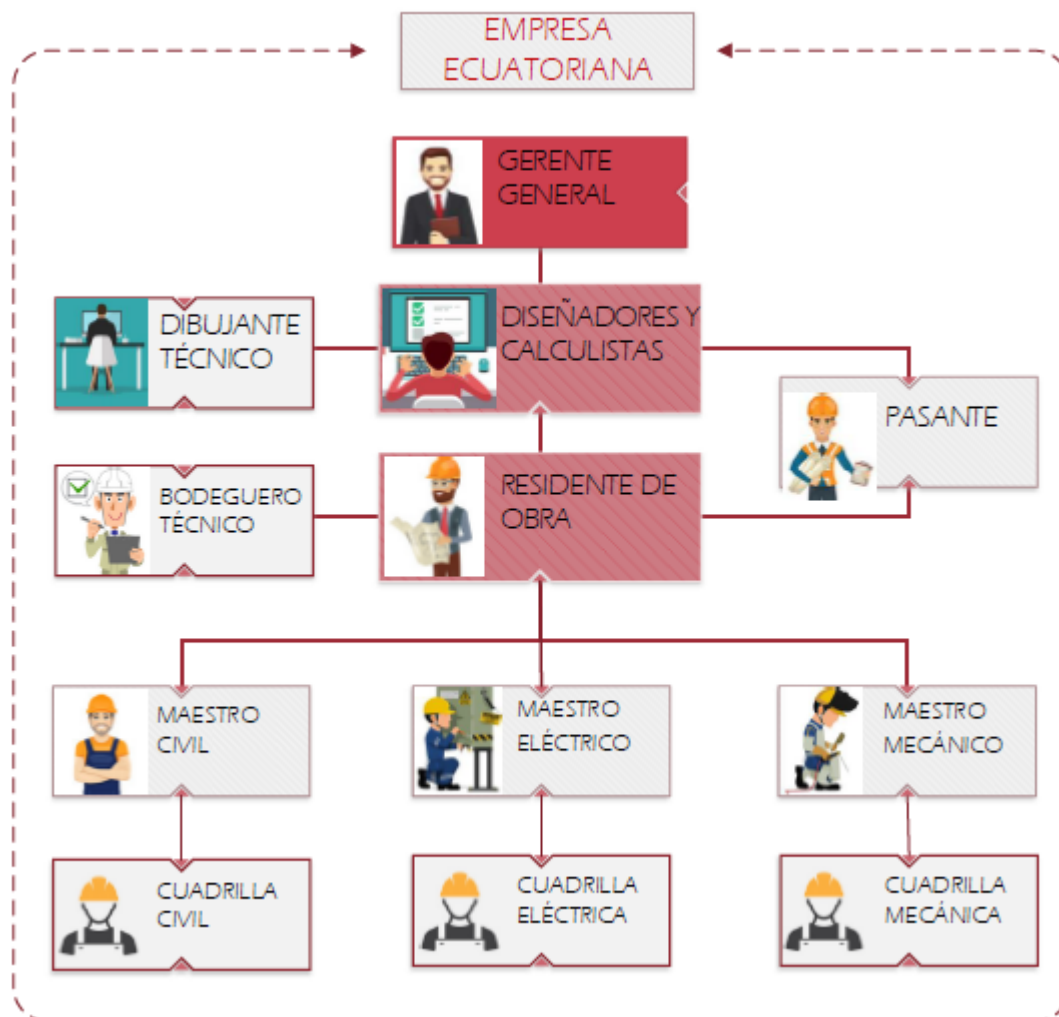 EMPRESA
ECUATORIANA
GERENTE
GENERAL
DIBUJANTE
TÉCNICO
DISEÑADORES Y
CALCULISTAS
PASANTE
BODEGUERO
TÉCNICO
RESIDENTE DE
OBRA
MAESTRO
CIVIL
MAESTRO
ELÉCTRICO
MAESTRO
MECÁNICO
CUADRILLA
CIVIL
CUADRILLA
ELÉCTRICA
CUADRILLA
MECÁNICA